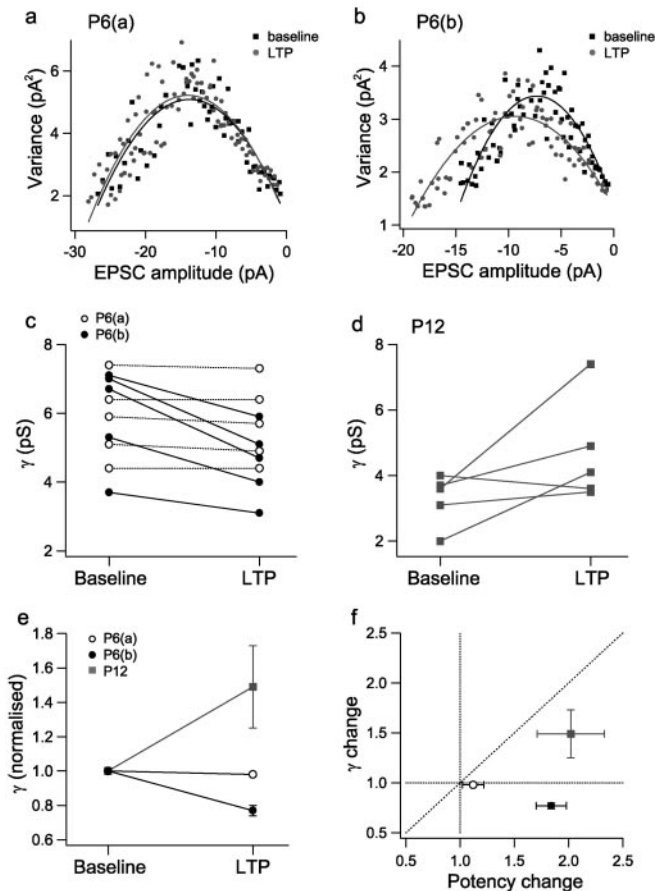 a P6(a)
baseline
LTP
Variance (pA²)
6
4
2
-30 -20 -10 0
EPSC amplitude (pA)
b P6(b)
baseline
LTP
Variance (pA²)
4
3
2
1
-20 -15 -10 -5 0
EPSC amplitude (pA)
c
P6(a)
P6(b)
γ (pS)
8
6
4
2
Baseline LTP
d P12
γ (pS)
8
6
4
2
Baseline LTP
e
P6(a)
P6(b)
P12
γ (normalised)
1.8
1.6
1.4
1.2
1.0
0.8
0.6
Baseline LTP
f
γ change
2.5
2.0
1.5
1.0
0.5
0.5 1.0 1.5 2.0 2.5
Potency change